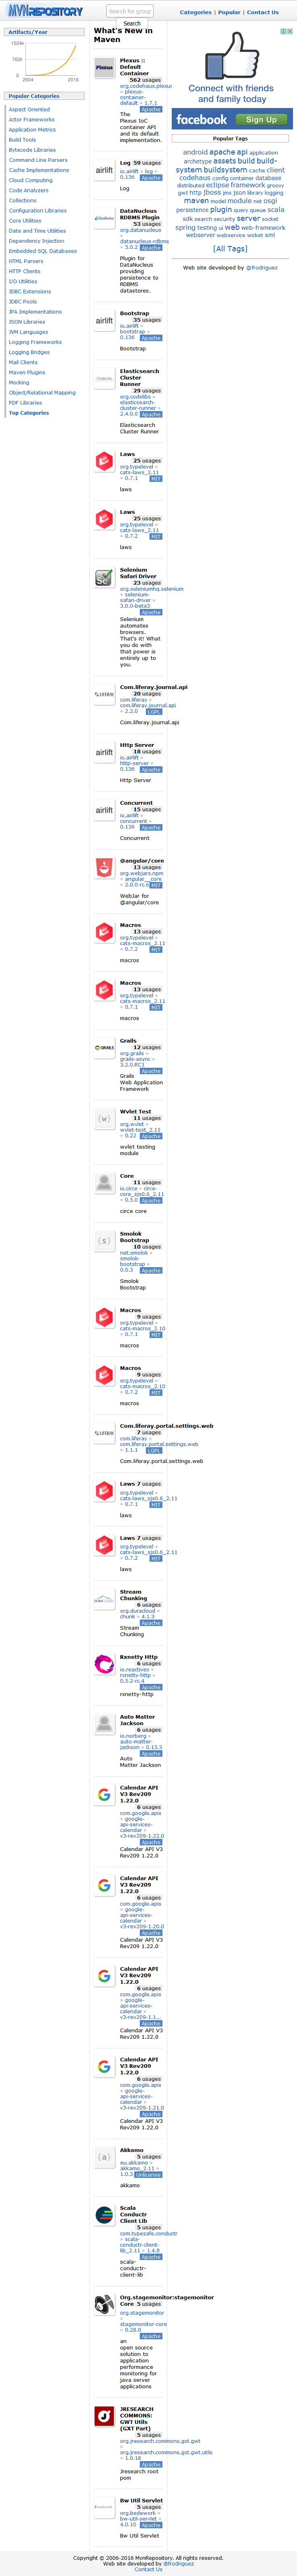 MVNREPOSITORY
Search for group
Search
Categories | Popular | Contact Us
Artifacts/Year
1024k
742k
0
2004
2016
Popular Categories
Aspect Oriented
Actor Frameworks
Application Metrics
Build Tools
Bytecode Libraries
Command Line Parsers
Cache Implementations
Cloud Computing
Code Analyzers
Collections
Configuration Libraries
Core Utilities
Date and Time Utilities
Dependency Injection
Embedded SQL Databases
HTML Parsers
HTTP Clients
I/O Utilities
JDBC Extensions
JDBC Pools
JPA Implementations
JSON Libraries
JVM Languages
Logging Frameworks
Logging Bridges
Mail Clients
Maven Plugins
Mocking
Object/Relational Mapping
PDF Libraries
Top Categories
What's New in
Maven
Plexus ::
Default
Container
562 usages
org.codehaus.plexus
» plexus-
container-
default » 1.7.1
Apache
The
Plexus IoC
container API
and its default
implementation.
airlift
Log 59 usages
io.airlift » log »
0.136
Apache
Log
DataNucleus
RDBMS Plugin
53 usages
org.datanucleus
»
datanucleus-rdbms
» 5.0.2
Apache
Plugin for
DataNucleus
providing
persistence to
RDBMS
datastores.
airlift
Bootstrap
35 usages
io.airlift »
bootstrap »
0.136
Apache
Bootstrap
Elasticsearch
Cluster
Runner
29 usages
org.codelibs »
elasticsearch-
cluster-runner »
2.4.0.0
Apache
Elasticsearch
Cluster Runner
Laws
25 usages
org.typelevel »
cats-laws_2.11
» 0.7.1
MIT
laws
Laws
25 usages
org.typelevel »
cats-laws_2.11
» 0.7.2
MIT
laws
Selenium
Safari Driver
23 usages
org.seleniumhq.selenium
» selenium-
safari-driver »
3.0.0-beta3
Apache
Selenium
automates
browsers.
That's it! What
you do with
that power is
entirely up to
you.
LIFERAY
Com.liferay.journal.api
20 usages
com.liferay »
com.liferay.journal.api
» 2.2.0
LGPL
Com.liferay.journal.api
airlift
Http Server
18 usages
io.airlift »
http-server »
0.136
Apache
Http Server
airlift
Concurrent
15 usages
io.airlift »
concurrent »
0.136
Apache
Concurrent
@angular/core
13 usages
org.webjars.npm
» angular__core
» 2.0.0-rc.6
MIT
WebJar for
@angular/core
Macros
13 usages
org.typelevel »
cats-macros_2.11
» 0.7.2
MIT
macros
Macros
13 usages
org.typelevel »
cats-macros_2.11
» 0.7.1
MIT
macros
GRAILS
Grails
12 usages
org.grails »
grails-async »
3.2.0.RC1
Apache
Grails
Web Application
Framework
{w}
Wvlet Test
11 usages
org.wvlet »
wvlet-test_2.11
» 0.22
Apache
wvlet testing
module
Core
11 usages
io.circe » circe-
core_sjs0.6_2.11
» 0.5.0
Apache
circe core
{s}
Smolok
Bootstrap
10 usages
net.smolok »
smolok-
bootstrap »
0.0.3
Apache
Smolok
Bootstrap
Macros
9 usages
org.typelevel »
cats-macros_2.10
» 0.7.1
MIT
macros
Macros
9 usages
org.typelevel »
cats-macros_2.10
» 0.7.2
MIT
macros
LIFERAY
Com.liferay.portal.settings.web
7 usages
com.liferay »
com.liferay.portal.settings.web
» 1.1.1
LGPL
Com.liferay.portal.settings.web
Laws 7 usages
org.typelevel »
cats-laws_sjs0.6_2.11
» 0.7.1
MIT
laws
Laws 7 usages
org.typelevel »
cats-laws_sjs0.6_2.11
» 0.7.2
MIT
laws
Stream
Chunking
6 usages
org.duracloud »
chunk » 4.1.3
Apache
Stream
Chunking
Rxnetty Http
6 usages
io.reactivex »
rxnetty-http »
0.5.2-rc.4
Apache
rxnetty-http
Auto Matter
Jackson
6 usages
io.norberg »
auto-matter-
jackson » 0.13.3
Apache
Auto
Matter Jackson
Calendar API
V3 Rev209
1.22.0
6 usages
com.google.apis
» google-
api-services-
calendar »
v3-rev209-1.22.0
Apache
Calendar API V3
Rev209 1.22.0
Calendar API
V3 Rev209
1.22.0
6 usages
com.google.apis
» google-
api-services-
calendar »
v3-rev209-1.20.0
Apache
Calendar API V3
Rev209 1.22.0
Calendar API
V3 Rev209
1.22.0
6 usages
com.google.apis
» google-
api-services-
calendar »
v3-rev209-1.1...
Apache
Calendar API V3
Rev209 1.22.0
Calendar API
V3 Rev209
1.22.0
6 usages
com.google.apis
» google-
api-services-
calendar »
v3-rev209-1.21.0
Apache
Calendar API V3
Rev209 1.22.0
{a}
Akkamo
5 usages
eu.akkamo »
akkamo_2.11 »
Unlicense
akkamo
Scala
Conductr
Client Lib
5 usages
com.typesafe.conductr
» scala-
conductr-client-
lib_2.11 » 1.4.8
Apache
scala-
conductr-
client-lib
Org.stagemonitor:stagemonitor
Core 5 usages
org.stagemonitor
»
stagemonitor-core
» 0.26.0
Apache
an
open source
solution to
application
performance
monitoring for
java server
applications
JRESEARCH
COMMONS:
GWT Utils
(GXT Part)
5 usages
org.jresearch.commons.gxt.gwt
»
org.jresearch.commons.gxt.gwt.utils
» 1.0.18
Apache
Jresearch root
pom
Bw Util Servlet
5 usages
org.bedework »
bw-util-servlet »
4.0.10
Apache
Bw Util Servlet
Connect with friends
and family today
facebook
Sign Up
Popular Tags
android apache api application
archetype assets build build-
system buildsystem cache client
codehaus config container database
distributed eclipse framework groovy
gwt http jboss jms json library logging
maven model module net osgi
persistence plugin query queue scala
sdk search security server socket
spring testing ui web web-framework
webserver webservice wicket xml
[All Tags]
Web site developed by @frodriguez
Copyright © 2006-2016 MvnRepository. All rights reserved.
Web site developed by @frodriguez
Contact Us